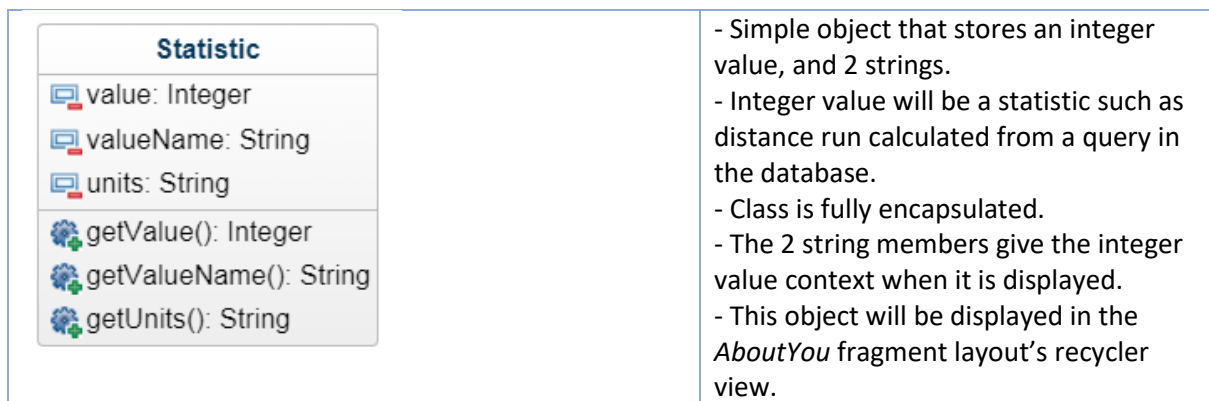 Statistic
value: Integer
valueName: String
units: String
getValue(): Integer
getValueName(): String
getUnits(): String
- Simple object that stores an integer
value, and 2 strings.
- Integer value will be a statistic such as
distance run calculated from a query in
the database.
- Class is fully encapsulated.
- The 2 string members give the integer
value context when it is displayed.
- This object will be displayed in the
AboutYou fragment layout’s recycler
view.